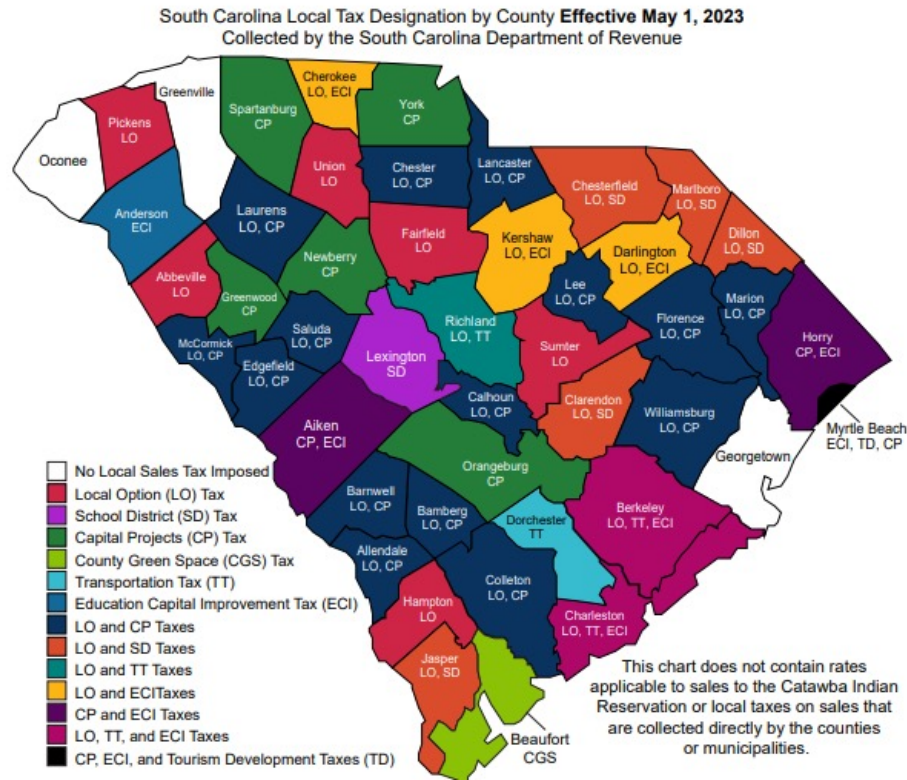 South Carolina Local Tax Designation by County Effective May 1, 2023
Collected by the South Carolina Department of Revenue
Cherokee
LO, ECI
Greenville
Spartanburg
CP
York
CP
Pickens
LO
Oconee
Union
LO
Chester
LO, CP
Lancaster
LO, CP
Chesterfield
LO, SD
Marlboro
LO, SD
Anderson
ECI
Laurens
LO, CP
Dillon
LO, SD
Fairfield
LO
Kershaw
LO, ECI
Darlington
LO, ECI
Newberry
CP
Abbeville
LO
Greenwood
CP
Lee
LO, CP
Marion
LO, CP
Florence
LO, CP
Richland
LO, TT
Saluda
LO, CP
Horry
CP, ECI
McCormick
LO, CP
Sumter
LO
Lexington
SD
Edgefield
LO, CP
Calhoun
LO, CP
Clarendon
LO, SD
Williamsburg
LO, CP
Aiken
CP, ECI
Myrtle Beach
ECI, TD, CP
Georgetown
Orangeburg
CP
Barnwell
LO, CP
Bamberg
LO, CP
Berkeley
LO, TT, ECI
Dorchester
TT
Allendale
LO, CP
Colleton
LO, CP
Hampton
LO
Charleston
LO, TT, ECI
Jasper
LO, SD
Beaufort
CGS
No Local Sales Tax Imposed
Local Option (LO) Tax
School District (SD) Tax
Capital Projects (CP) Tax
County Green Space (CGS) Tax
Transportation Tax (TT)
Education Capital Improvement Tax (ECI)
LO and CP Taxes
LO and SD Taxes
LO and TT Taxes
LO and ECITaxes
CP and ECI Taxes
LO, TT, and ECI Taxes
CP, ECI, and Tourism Development Taxes (TD)
This chart does not contain rates
applicable to sales to the Catawba Indian
Reservation or local taxes on sales that
are collected directly by the counties
or municipalities.